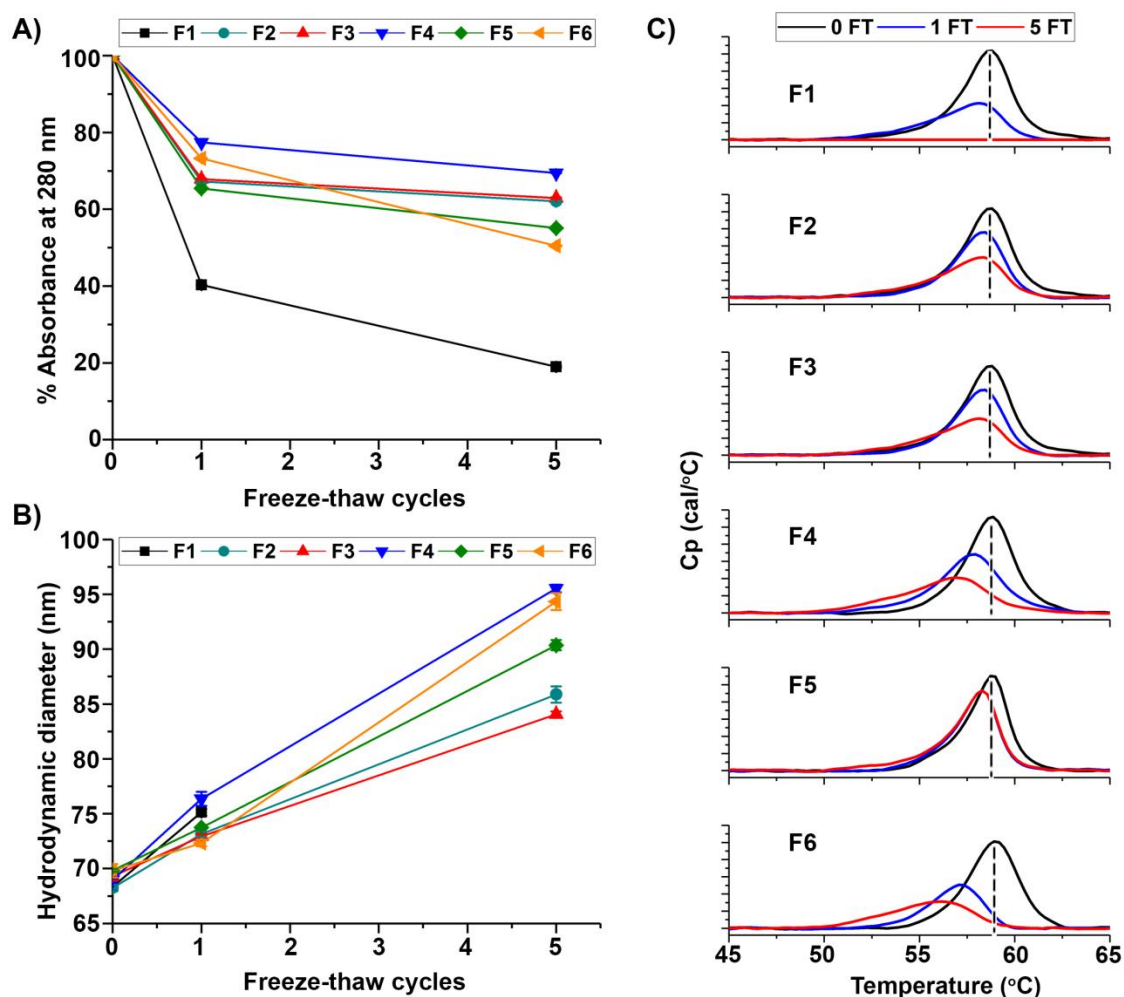 A)
F1 F2 F3 F4 F5 F6
100
80
60
40
20
0
% Absorbance at 280 nm
0 1 2 3 4 5
Freeze-thaw cycles
B)
F1 F2 F3 F4 F5 F6
100
95
90
85
80
75
70
65
Hydrodynamic diameter (nm)
0 1 2 3 4 5
Freeze-thaw cycles
C)
0 FT 1 FT 5 FT
F1
F2
F3
F4
F5
F6
Cp (cal/°C)
45 50 55 60 65
Temperature (°C)